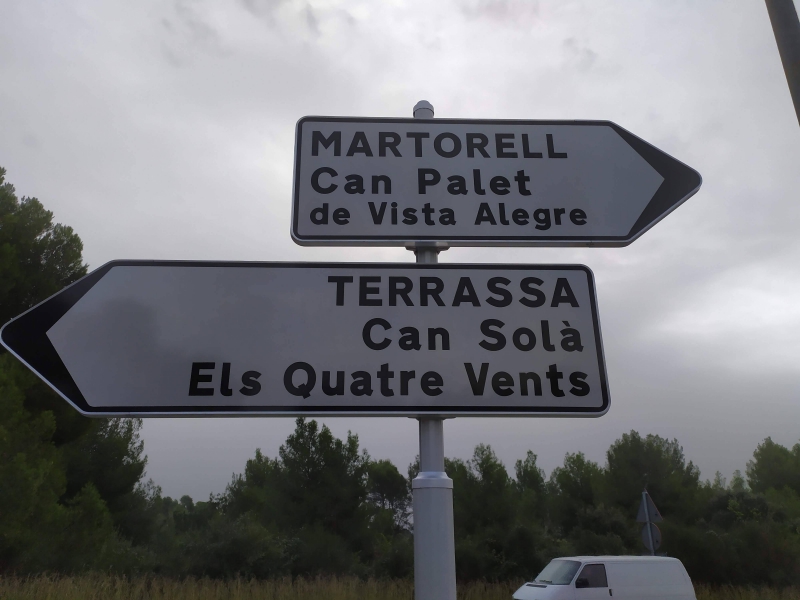 MARTORELL
Can Palet
de Vista Alegre
TERRASSA
Can Solà
Els Quatre Vents